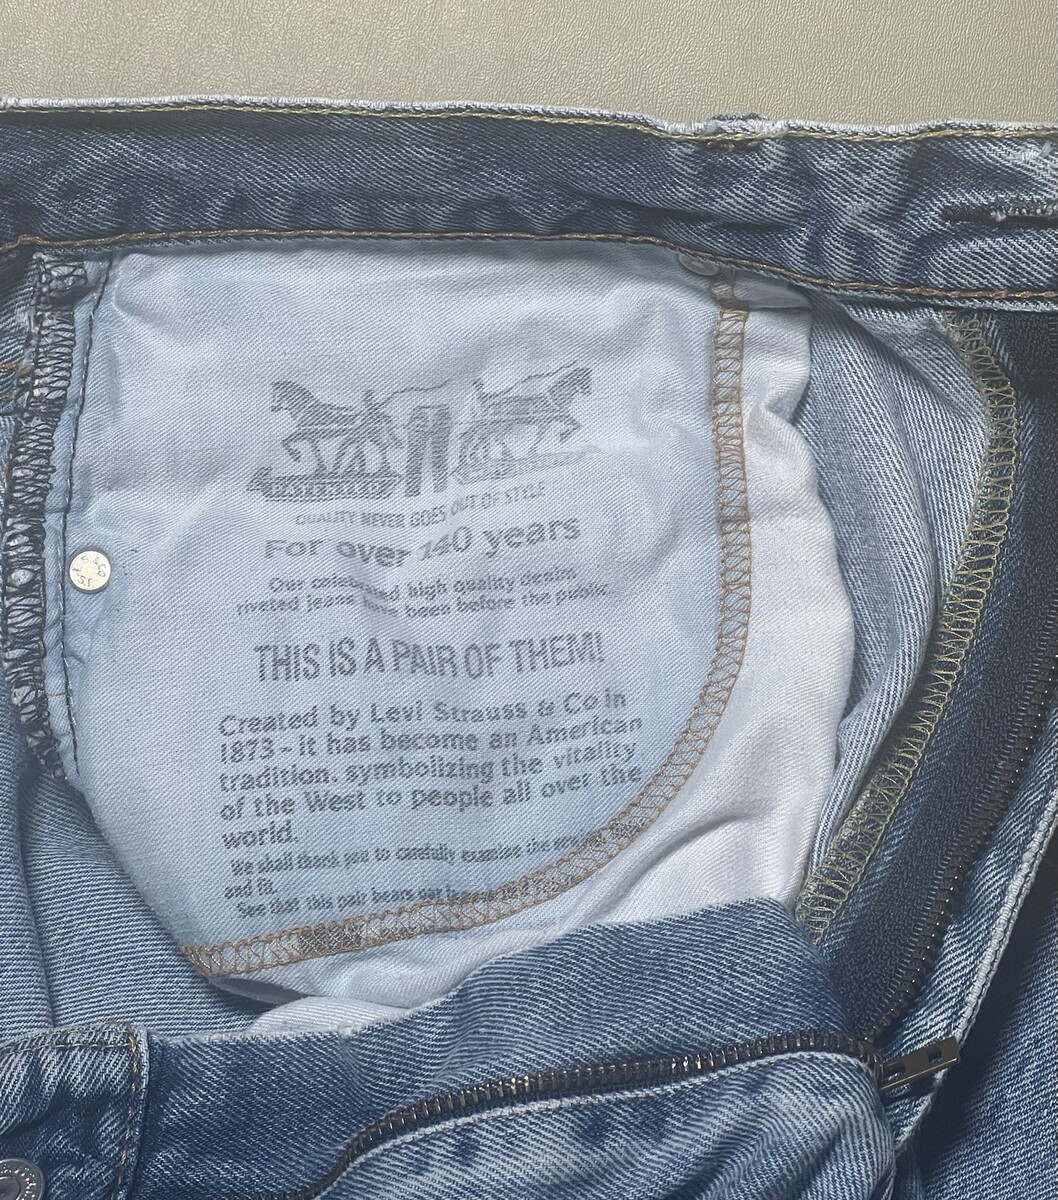 QUALITY NEVER GOES OUT OF STYLE
For over 140 years
Our high quality denim
riveted jeans have been before the public.
THIS IS A PAIR OF THEM!
Created by Levi Strauss & Co in
1873 - it has become an American
tradition. symbolizing the vitality
of the West to people all over the
world.
We shall thank you to carefully examine the
and fit.
See that this pair bears our
S. & CO
S.F.